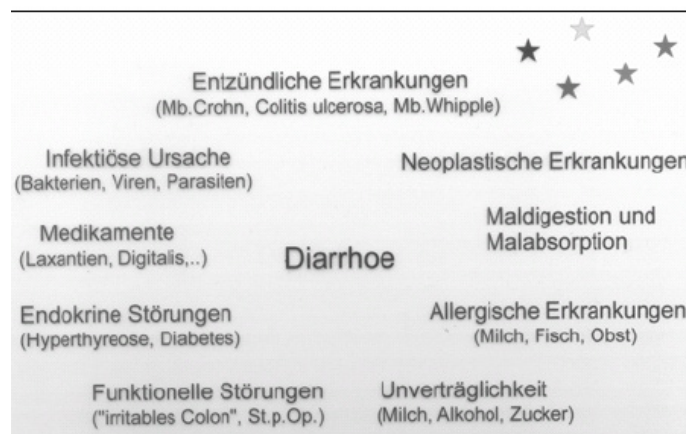 Entzündliche Erkrankungen
(Mb.Crohn, Colitis ulcerosa, Mb.Whipple)
Infektiöse Ursache
(Bakterien, Viren, Parasiten)
Neoplastische Erkrankungen
Medikamente
(Laxantien, Digitalis,..)
Diarrhoe
Maldigestion und
Malabsorption
Endokrine Störungen
(Hyperthyreose, Diabetes)
Allergische Erkrankungen
(Milch, Fisch, Obst)
Funktionelle Störungen
("irritables Colon", St.p.Op.)
Unverträglichkeit
(Milch, Alkohol, Zucker)